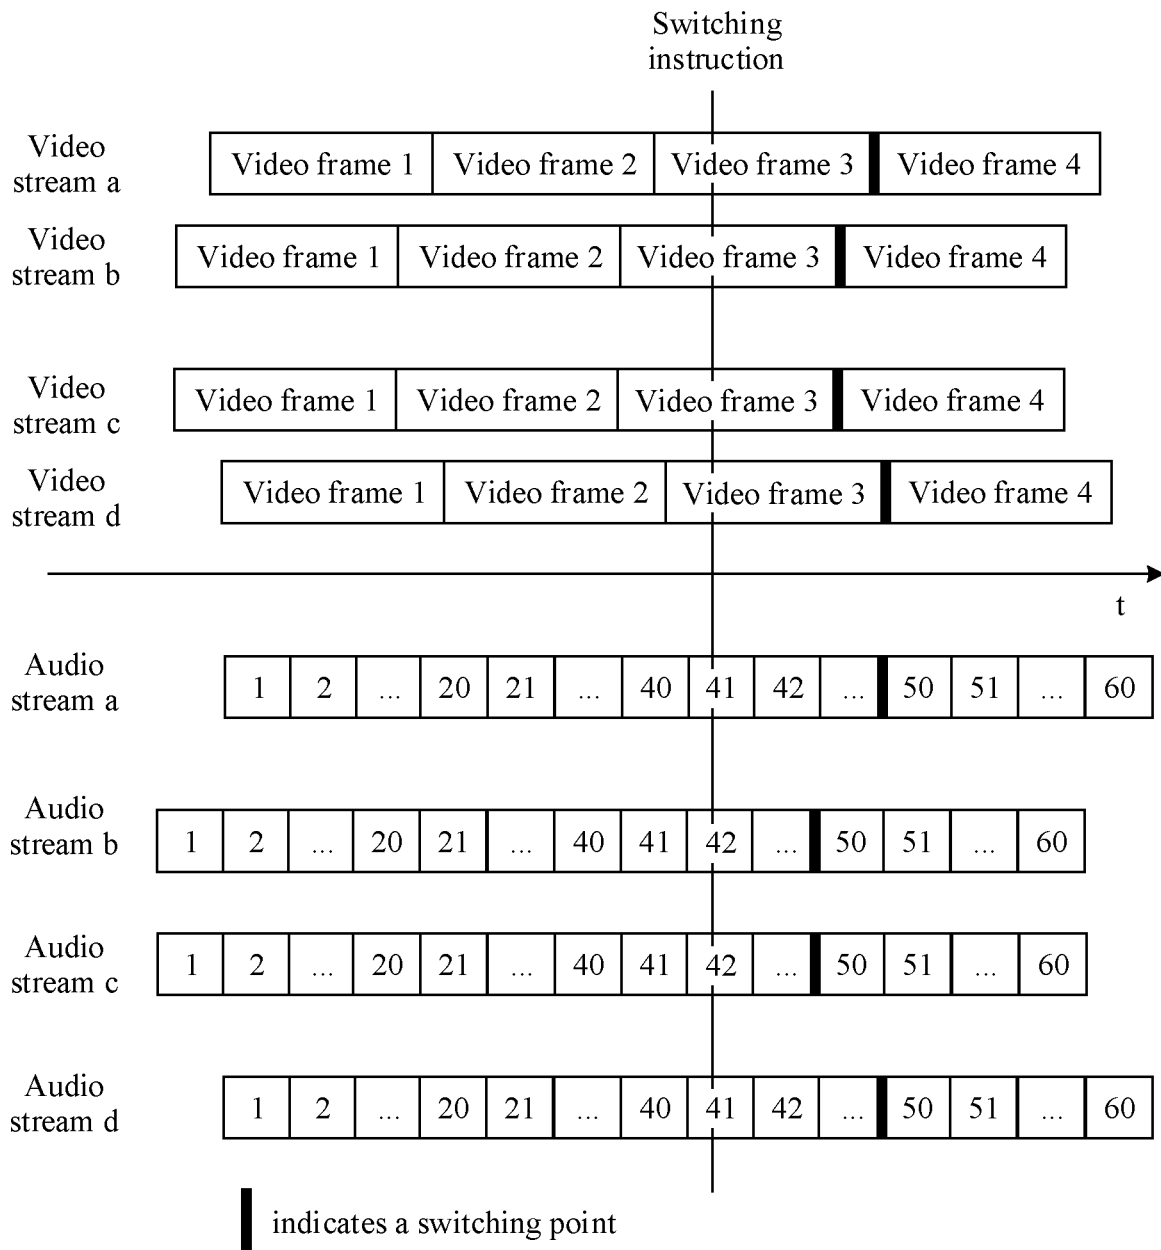 Switching
instruction
Video
stream a
Video frame 1 Video frame 2 Video frame 3 Video frame 4
Video
stream b
Video frame 1 Video frame 2 Video frame 3 Video frame 4
Video
stream c
Video frame 1 Video frame 2 Video frame 3 Video frame 4
Video
stream d
Video frame 1 Video frame 2 Video frame 3 Video frame 4
t
Audio
stream a
1 2 ... 20 21 ... 40 41 42 ... 50 51 ... 60
Audio
stream b
1 2 ... 20 21 ... 40 41 42 ... 50 51 ... 60
Audio
stream c
1 2 ... 20 21 ... 40 41 42 ... 50 51 ... 60
Audio
stream d
1 2 ... 20 21 ... 40 41 42 ... 50 51 ... 60
indicates a switching point